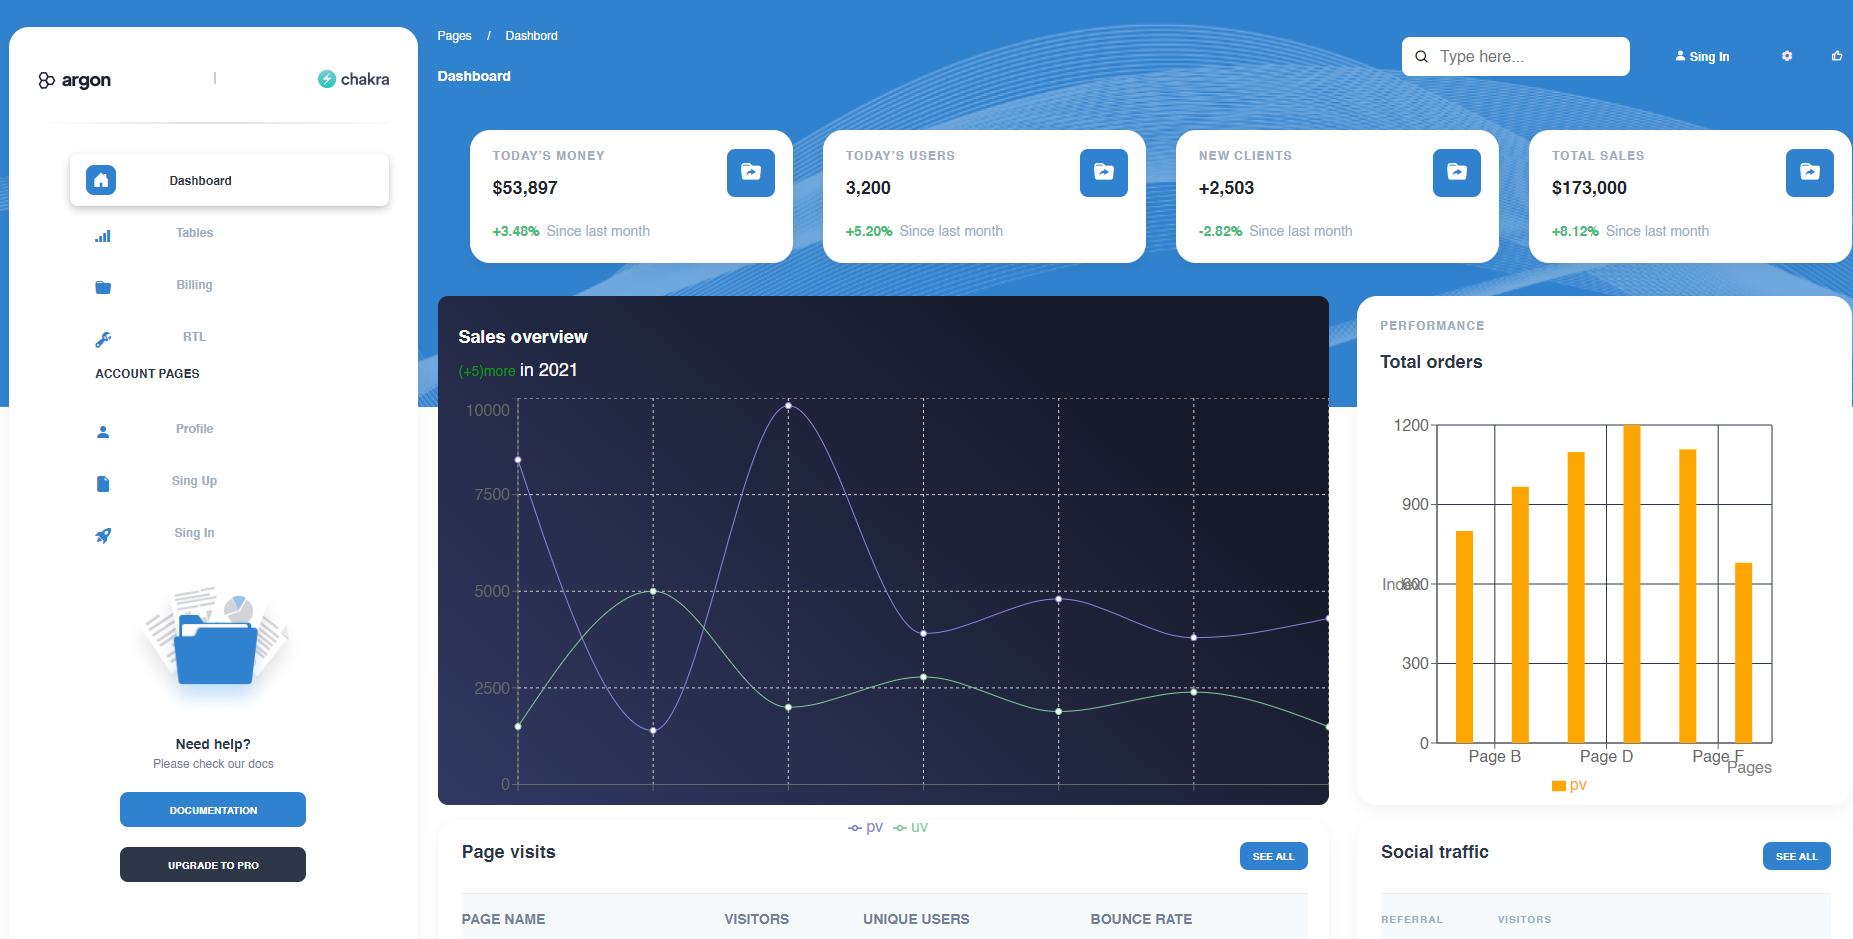 argon
chakra
Dashboard
Tables
Billing
RTL
ACCOUNT PAGES
Profile
Sing Up
Sing In
Need help?
Please check our docs
DOCUMENTATION
UPGRADE TO PRO
Pages / Dashbord
Dashboard
Type here...
Sing In
TODAY'S MONEY
$53,897
+3.48% Since last month
TODAY'S USERS
3,200
+5.20% Since last month
NEW CLIENTS
+2,503
-2.82% Since last month
TOTAL SALES
$173,000
+8.12% Since last month
Sales overview
(+5)more in 2021
10000
7500
5000
2500
0
pv uv
PERFORMANCE
Total orders
1200
900
Index 600
300
0
Page B Page D Page F
Pages
pv
Page visits
SEE ALL
PAGE NAME VISITORS UNIQUE USERS BOUNCE RATE
Social traffic
SEE ALL
REFERRAL VISITORS